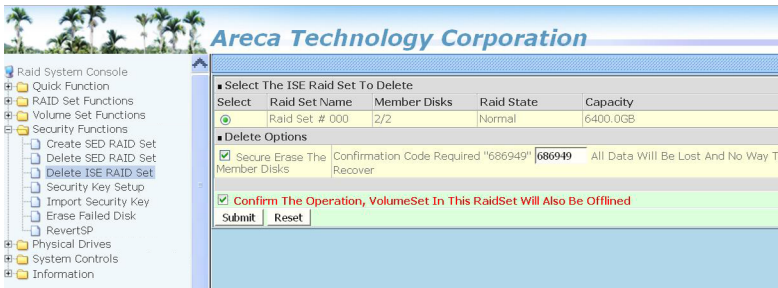 Areca Technology Corporation
Raid System Console
Quick Function
RAID Set Functions
Volume Set Functions
Security Functions
Create SED RAID Set
Delete SED RAID Set
Delete ISE RAID Set
Security Key Setup
Import Security Key
Erase Failed Disk
RevertSP
Physical Drives
System Controls
Information
Select The ISE Raid Set To Delete
Select Raid Set Name Member Disks Raid State Capacity
Raid Set # 000 2/2 Normal 6400.0GB
Delete Options
Secure Erase The Confirmation Code Required "686949" 686949 All Data Will Be Lost And No Way T
Member Disks Recover
Confirm The Operation, VolumeSet In This RaidSet Will Also Be Offlined
Submit Reset